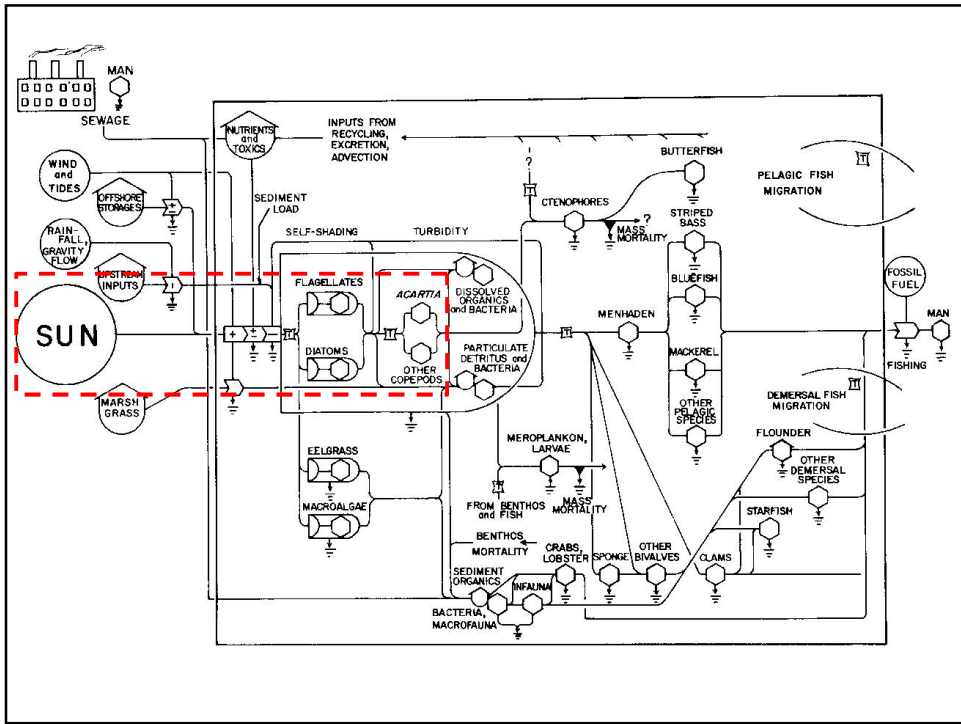 MAN
SEWAGE
NUTRIENTS
and
TOXICS
INPUTS FROM
RECYCLING,
EXCRETION,
ADVECTION
WIND
and
TIDES
OFFSHORE
STORAGES
SEDIMENT
LOAD
RAIN-
FALL,
GRAVITY
FLOW
UPSTREAM
INPUTS
SELF-SHADING
TURBIDITY
SUN
MARSH
GRASS
FLAGELLATES
DIATOMS
ACARTIA
OTHER
COPEPODS
DISSOLVED
ORGANICS
and BACTERIA
PARTICULATE
DETRITUS and
BACTERIA
?
T
CTENOPHORES
?
MASS
MORTALITY
BUTTERFISH
STRIPED
BASS
BLUEFISH
MENHADEN
MACKEREL
OTHER
PELAGIC
SPECIES
T
PELAGIC FISH
MIGRATION
FOSSIL
FUEL
MAN
FISHING
T
DEMERSAL FISH
MIGRATION
FLOUNDER
OTHER
DEMERSAL
SPECIES
STARFISH
EELGRASS
MACROALGAE
MEROPLANKON,
LARVAE
MASS
MORTALITY
T
FROM BENTHOS
and FISH
BENTHOS
MORTALITY
SEDIMENT
ORGANICS
BACTERIA,
MACROFAUNA
INFAUNA
CRABS,
LOBSTER
SPONGE
OTHER
BIVALVES
CLAMS
T
T
T
+
±
−